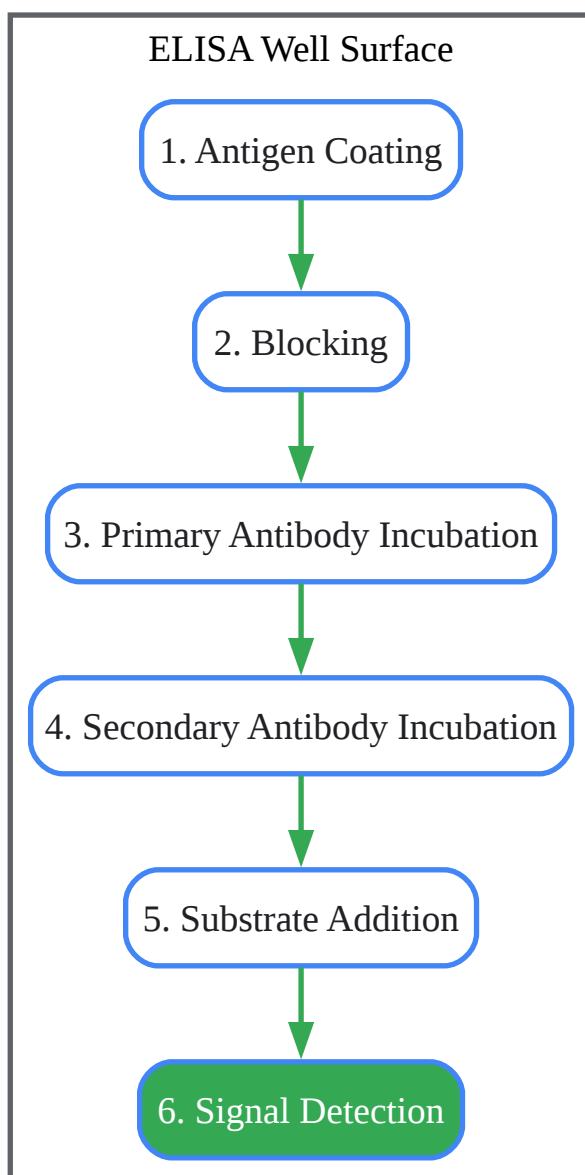 ELISA Well Surface
1. Antigen Coating
2. Blocking
3. Primary Antibody Incubation
4. Secondary Antibody Incubation
5. Substrate Addition
6. Signal Detection